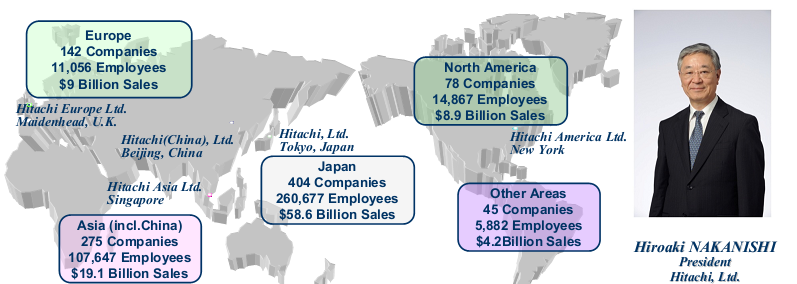 Europe
142 Companies
11,056 Employees
$9 Billion Sales
Hitachi Europe Ltd.
Maidenhead, U.K.
Hitachi(China), Ltd.
Beijing, China
Hitachi Asia Ltd.
Singapore
Asia (incl.China)
275 Companies
107,647 Employees
$19.1 Billion Sales
Hitachi, Ltd.
Tokyo, Japan
Japan
404 Companies
260,677 Employees
$58.6 Billion Sales
North America
78 Companies
14,867 Employees
$8.9 Billion Sales
Hitachi America Ltd.
New York
Other Areas
45 Companies
5,882 Employees
$4.2Billion Sales
Hiroaki NAKANISHI
President
Hitachi, Ltd.